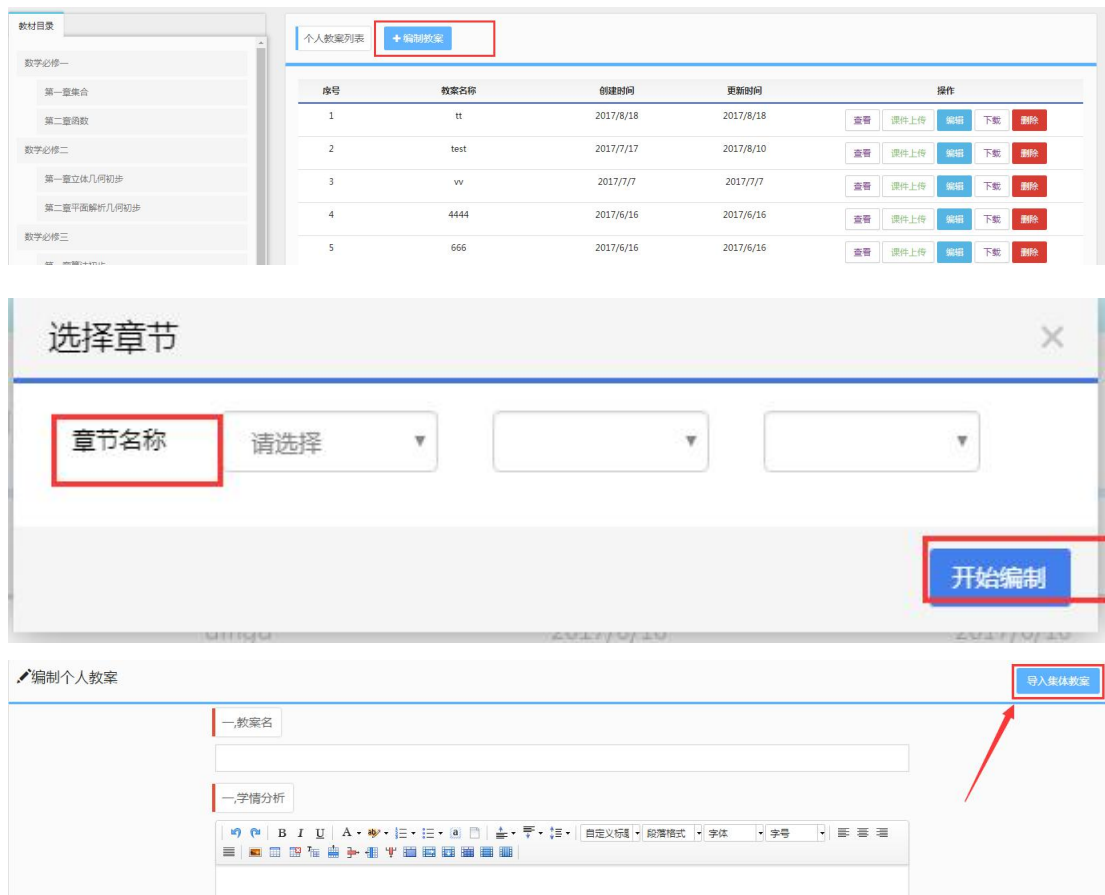 教材目录
个人教案列表 +编制教案
数学必修一
第一章集合
第二章函数
数学必修二
第一章立体几何初步
第二章平面解析几何初步
数学必修三
序号 教案名称 创建时间 更新时间 操作
1 tt 2017/8/18 2017/8/18 查看 课件上传 编辑 下载 删除
2 test 2017/7/17 2017/8/10 查看 课件上传 编辑 下载 删除
3 vv 2017/7/7 2017/7/7 查看 课件上传 编辑 下载 删除
4 4444 2017/6/16 2017/6/16 查看 课件上传 编辑 下载 删除
5 666 2017/6/16 2017/6/16 查看 课件上传 编辑 下载 删除
选择章节 ×
章节名称 请选择
开始编制
编制个人教案 导入集体教案
一,教案名
一,学情分析
B I U A 自定义标题 段落格式 字体 字号